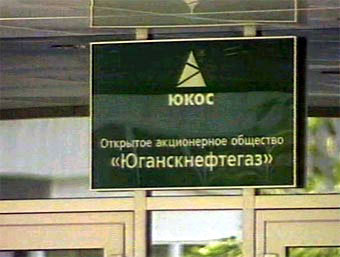 ЮКОС
Открытое акционерное общество
«Юганскнефтегаз»